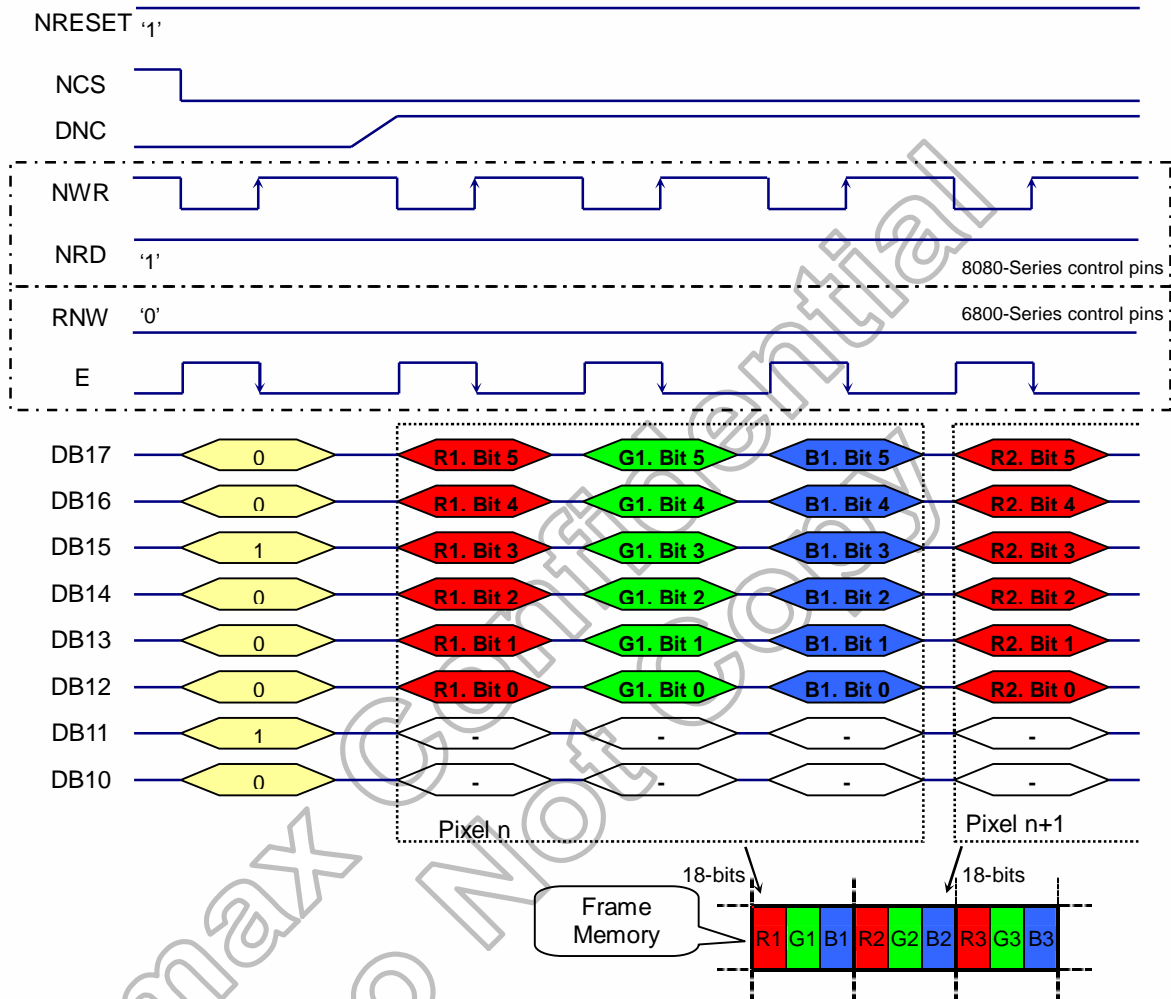 NRESET '1'
NCS
DNC
NWR
NRD '1'
8080-Series control pins
RNW '0'
6800-Series control pins
E
DB17 0 R1. Bit 5 G1. Bit 5 B1. Bit 5 R2. Bit 5
DB16 0 R1. Bit 4 G1. Bit 4 B1. Bit 4 R2. Bit 4
DB15 1 R1. Bit 3 G1. Bit 3 B1. Bit 3 R2. Bit 3
DB14 0 R1. Bit 2 G1. Bit 2 B1. Bit 2 R2. Bit 2
DB13 0 R1. Bit 1 G1. Bit 1 B1. Bit 1 R2. Bit 1
DB12 0 R1. Bit 0 G1. Bit 0 B1. Bit 0 R2. Bit 0
DB11 1 - - - -
DB10 0 - - - -
Pixel n Pixel n+1
18-bits 18-bits
Frame
Memory
R1 G1 B1 R2 G2 B2 R3 G3 B3
max Confidential
o Not Copy